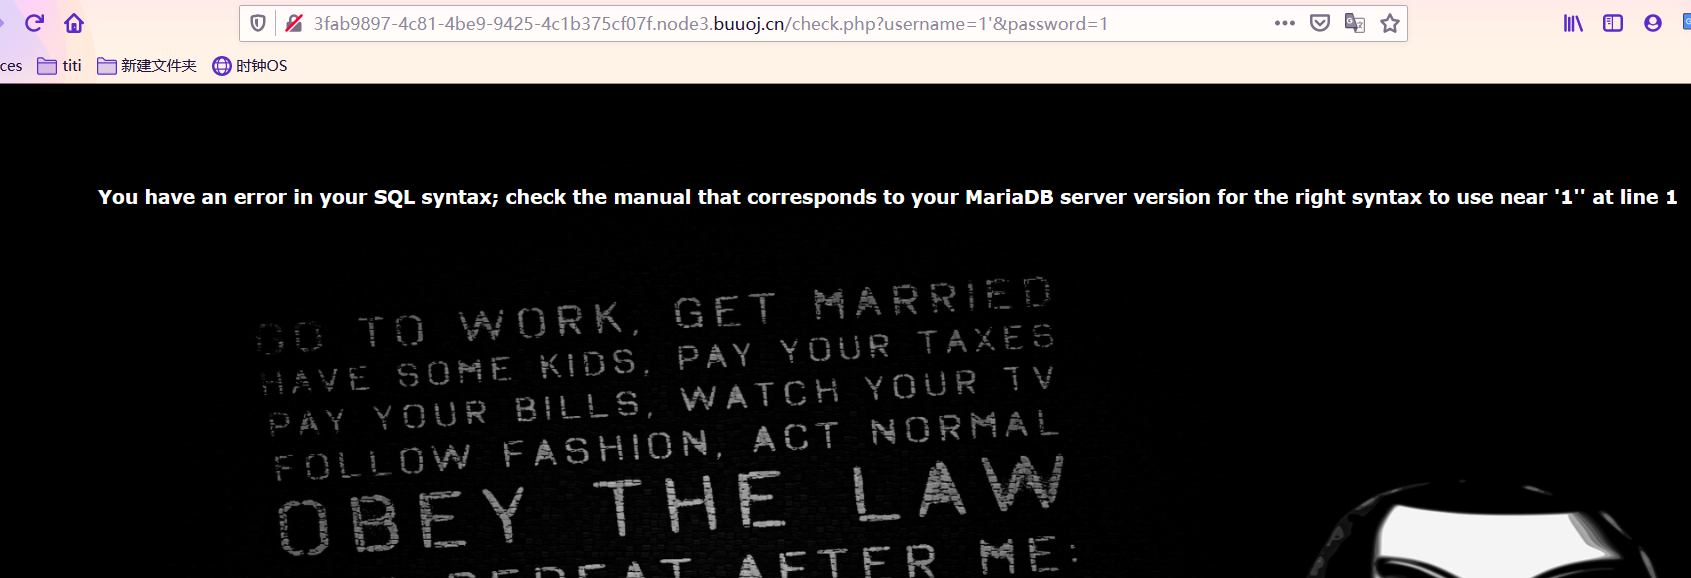 3fab9897-4c81-4be9-9425-4c1b375cf07f.node3.buuoj.cn/check.php?username=1'&password=1
ces titi 新建文件夹 时钟OS
You have an error in your SQL syntax; check the manual that corresponds to your MariaDB server version for the right syntax to use near '1'' at line 1
GO TO WORK, GET MARRIED
HAVE SOME KIDS, PAY YOUR TAXES
PAY YOUR BILLS, WATCH YOUR TV
FOLLOW FASHION, ACT NORMAL
OBEY THE LAW
REPEAT AFTER ME: